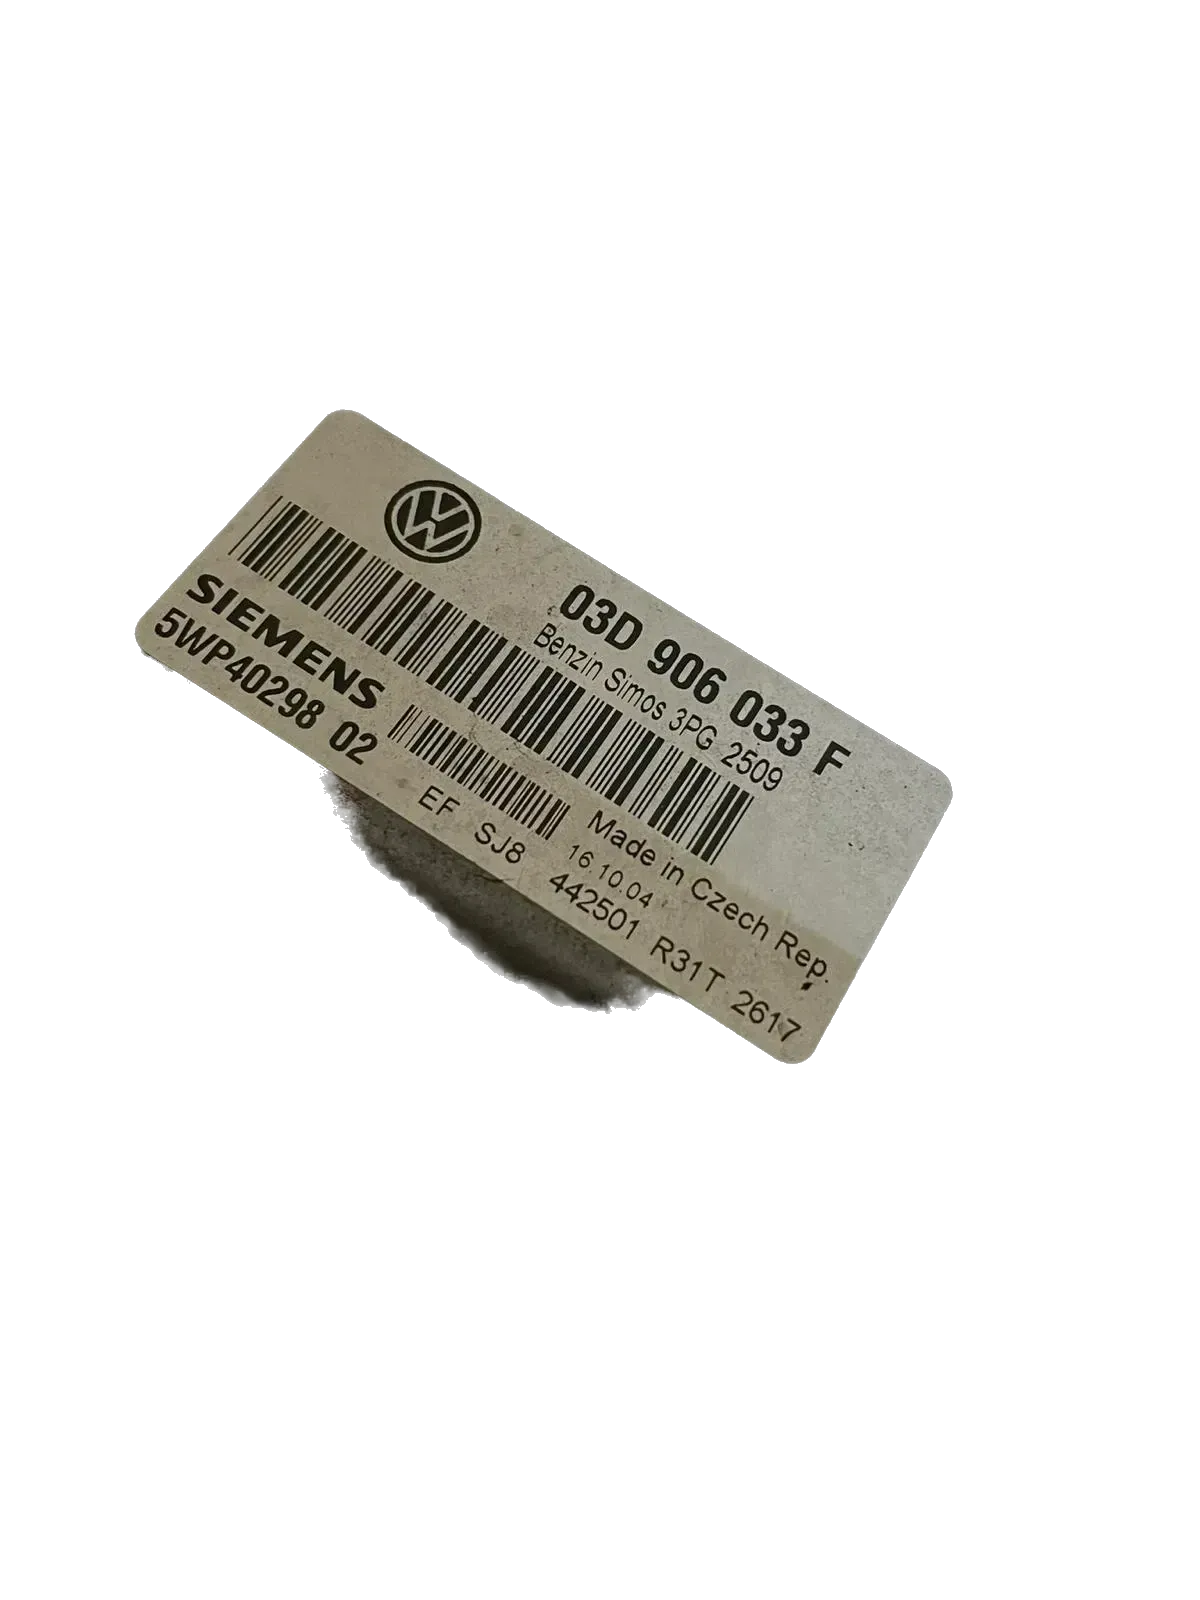 03D 906 033 F
Benzin Simos 3PG 2509
SIEMENS
5WP40298 02
Made in Czech Rep.
16.10.04
EF SJ8 442501 R31T 2617